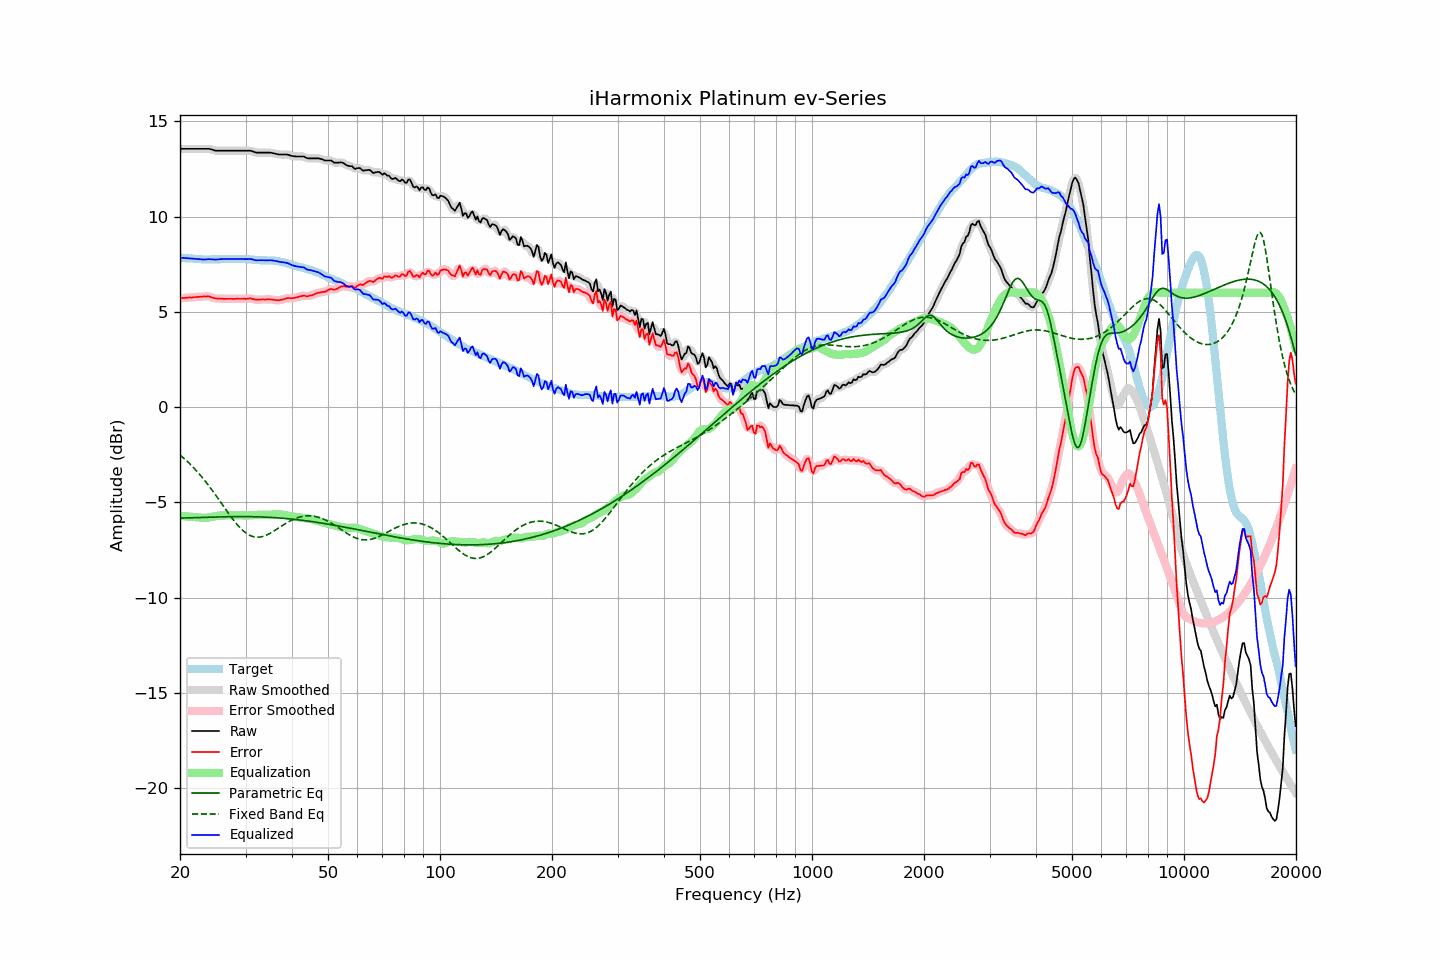 iHarmonix Platinum ev-Series
15
10
5
0
−5
−10
−15
−20
Amplitude (dBr)
Target
Raw Smoothed
Error Smoothed
Raw
Error
Equalization
Parametric Eq
Fixed Band Eq
Equalized
20 50 100 200 500 1000 2000 5000 10000 20000
Frequency (Hz)